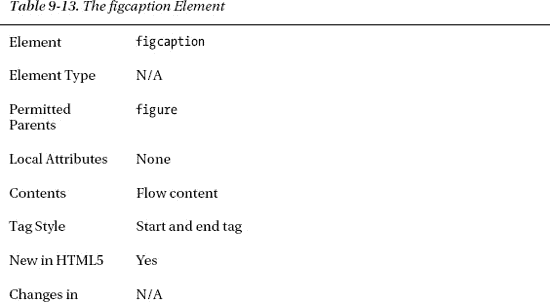 Table 9-13. The figcaption Element
Element figcaption
Element Type N/A
Permitted figure
Parents
Local Attributes None
Contents Flow content
Tag Style Start and end tag
New in HTML5 Yes
Changes in N/A